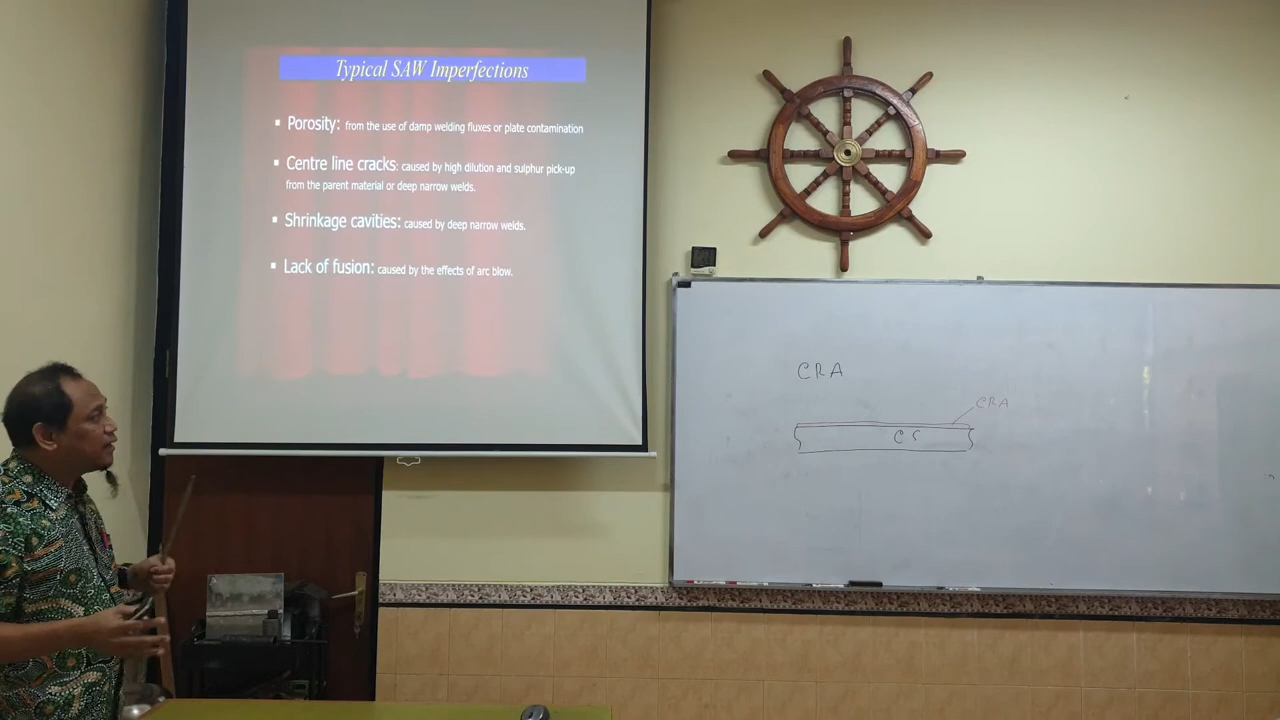 Typical SAW Imperfections
▪ Porosity: from the use of damp welding fluxes or plate contamination
▪ Centre line cracks: caused by high dilution and sulphur pick-up
from the parent material or deep narrow welds.
▪ Shrinkage cavities: caused by deep narrow welds.
▪ Lack of fusion: caused by the effects of arc blow.
CRA
CRA
CS